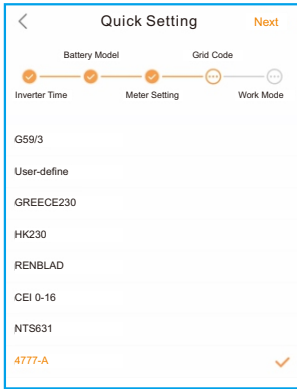 Quick Setting Next
Battery Model Grid Code
Inverter Time Meter Setting Work Mode
G59/3
User-define
GREECE230
HK230
RENBLAD
CEI 0-16
NTS631
4777-A